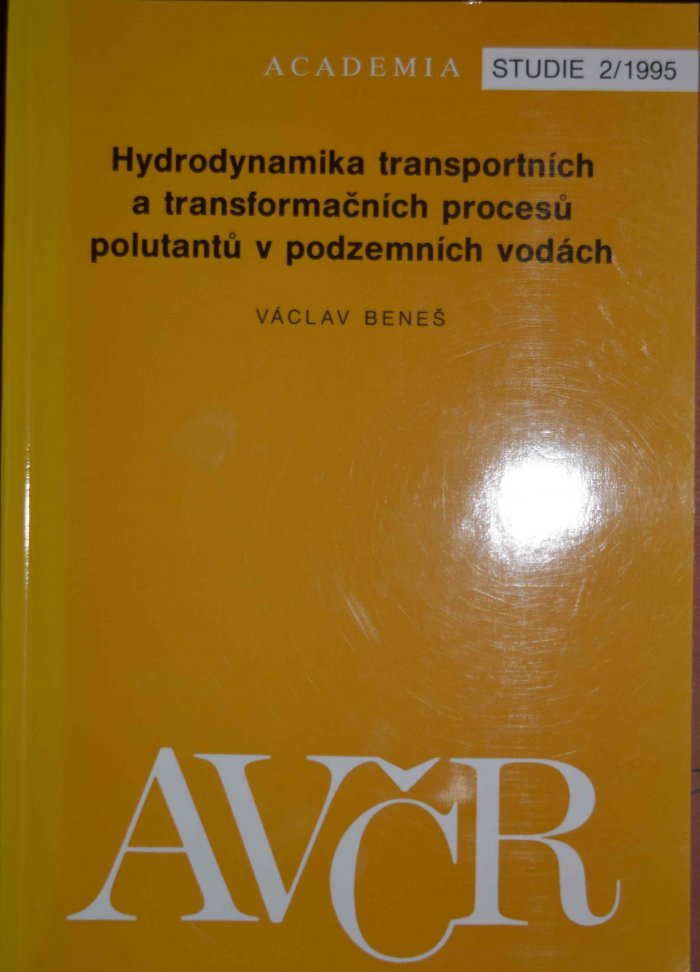 ACADEMIA STUDIE 2/1995
Hydrodynamika transportních
a transformačních procesů
polutantů v podzemních vodách
VÁCLAV BENEŠ
AVČR